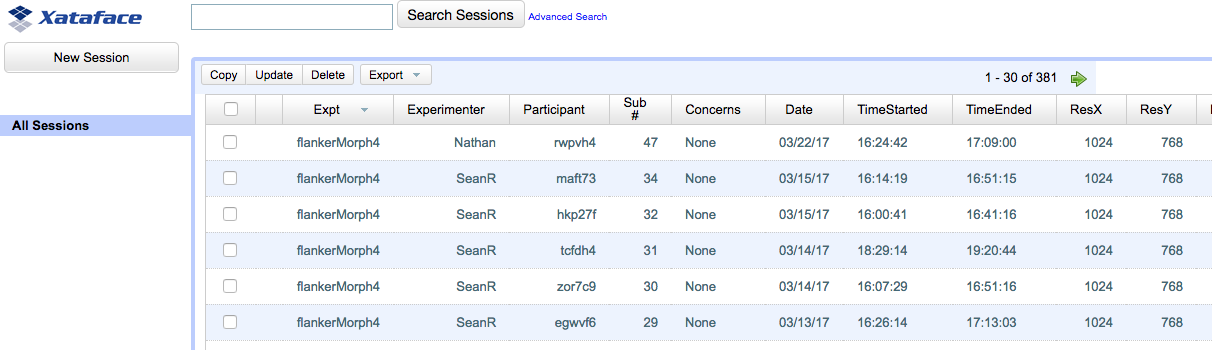 Xataface Search Sessions Advanced Search
New Session
Copy Update Delete Export 1 - 30 of 381
All Sessions
Expt Experimenter Participant Sub # Concerns Date TimeStarted TimeEnded ResX ResY
flankerMorph4 Nathan rwpvh4 47 None 03/22/17 16:24:42 17:09:00 1024 768
flankerMorph4 SeanR maft73 34 None 03/15/17 16:14:19 16:51:15 1024 768
flankerMorph4 SeanR hkp27f 32 None 03/15/17 16:00:41 16:41:16 1024 768
flankerMorph4 SeanR tcfdh4 31 None 03/14/17 18:29:14 19:20:44 1024 768
flankerMorph4 SeanR zor7c9 30 None 03/14/17 16:07:29 16:51:16 1024 768
flankerMorph4 SeanR egwvf6 29 None 03/13/17 16:26:14 17:13:03 1024 768